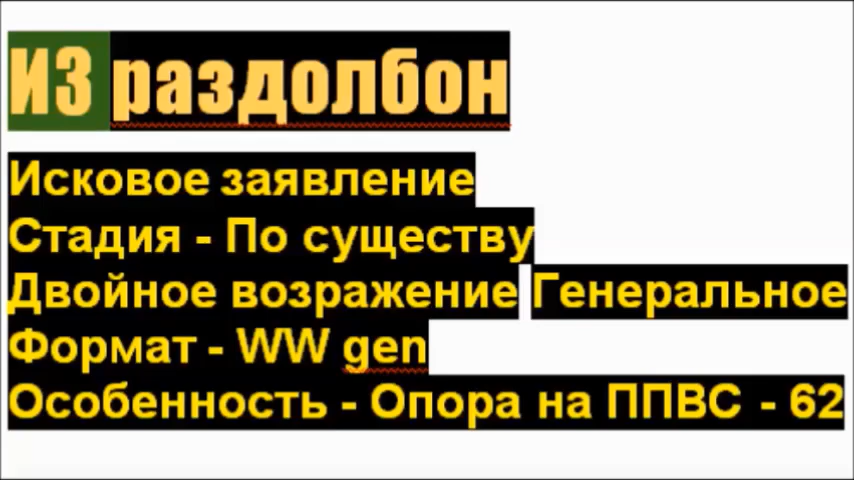 ИЗ раздолбон
Исковое заявление
Стадия - По существу
Двойное возражение Генеральное
Формат - WW gen
Особенность - Опора на ППВС - 62